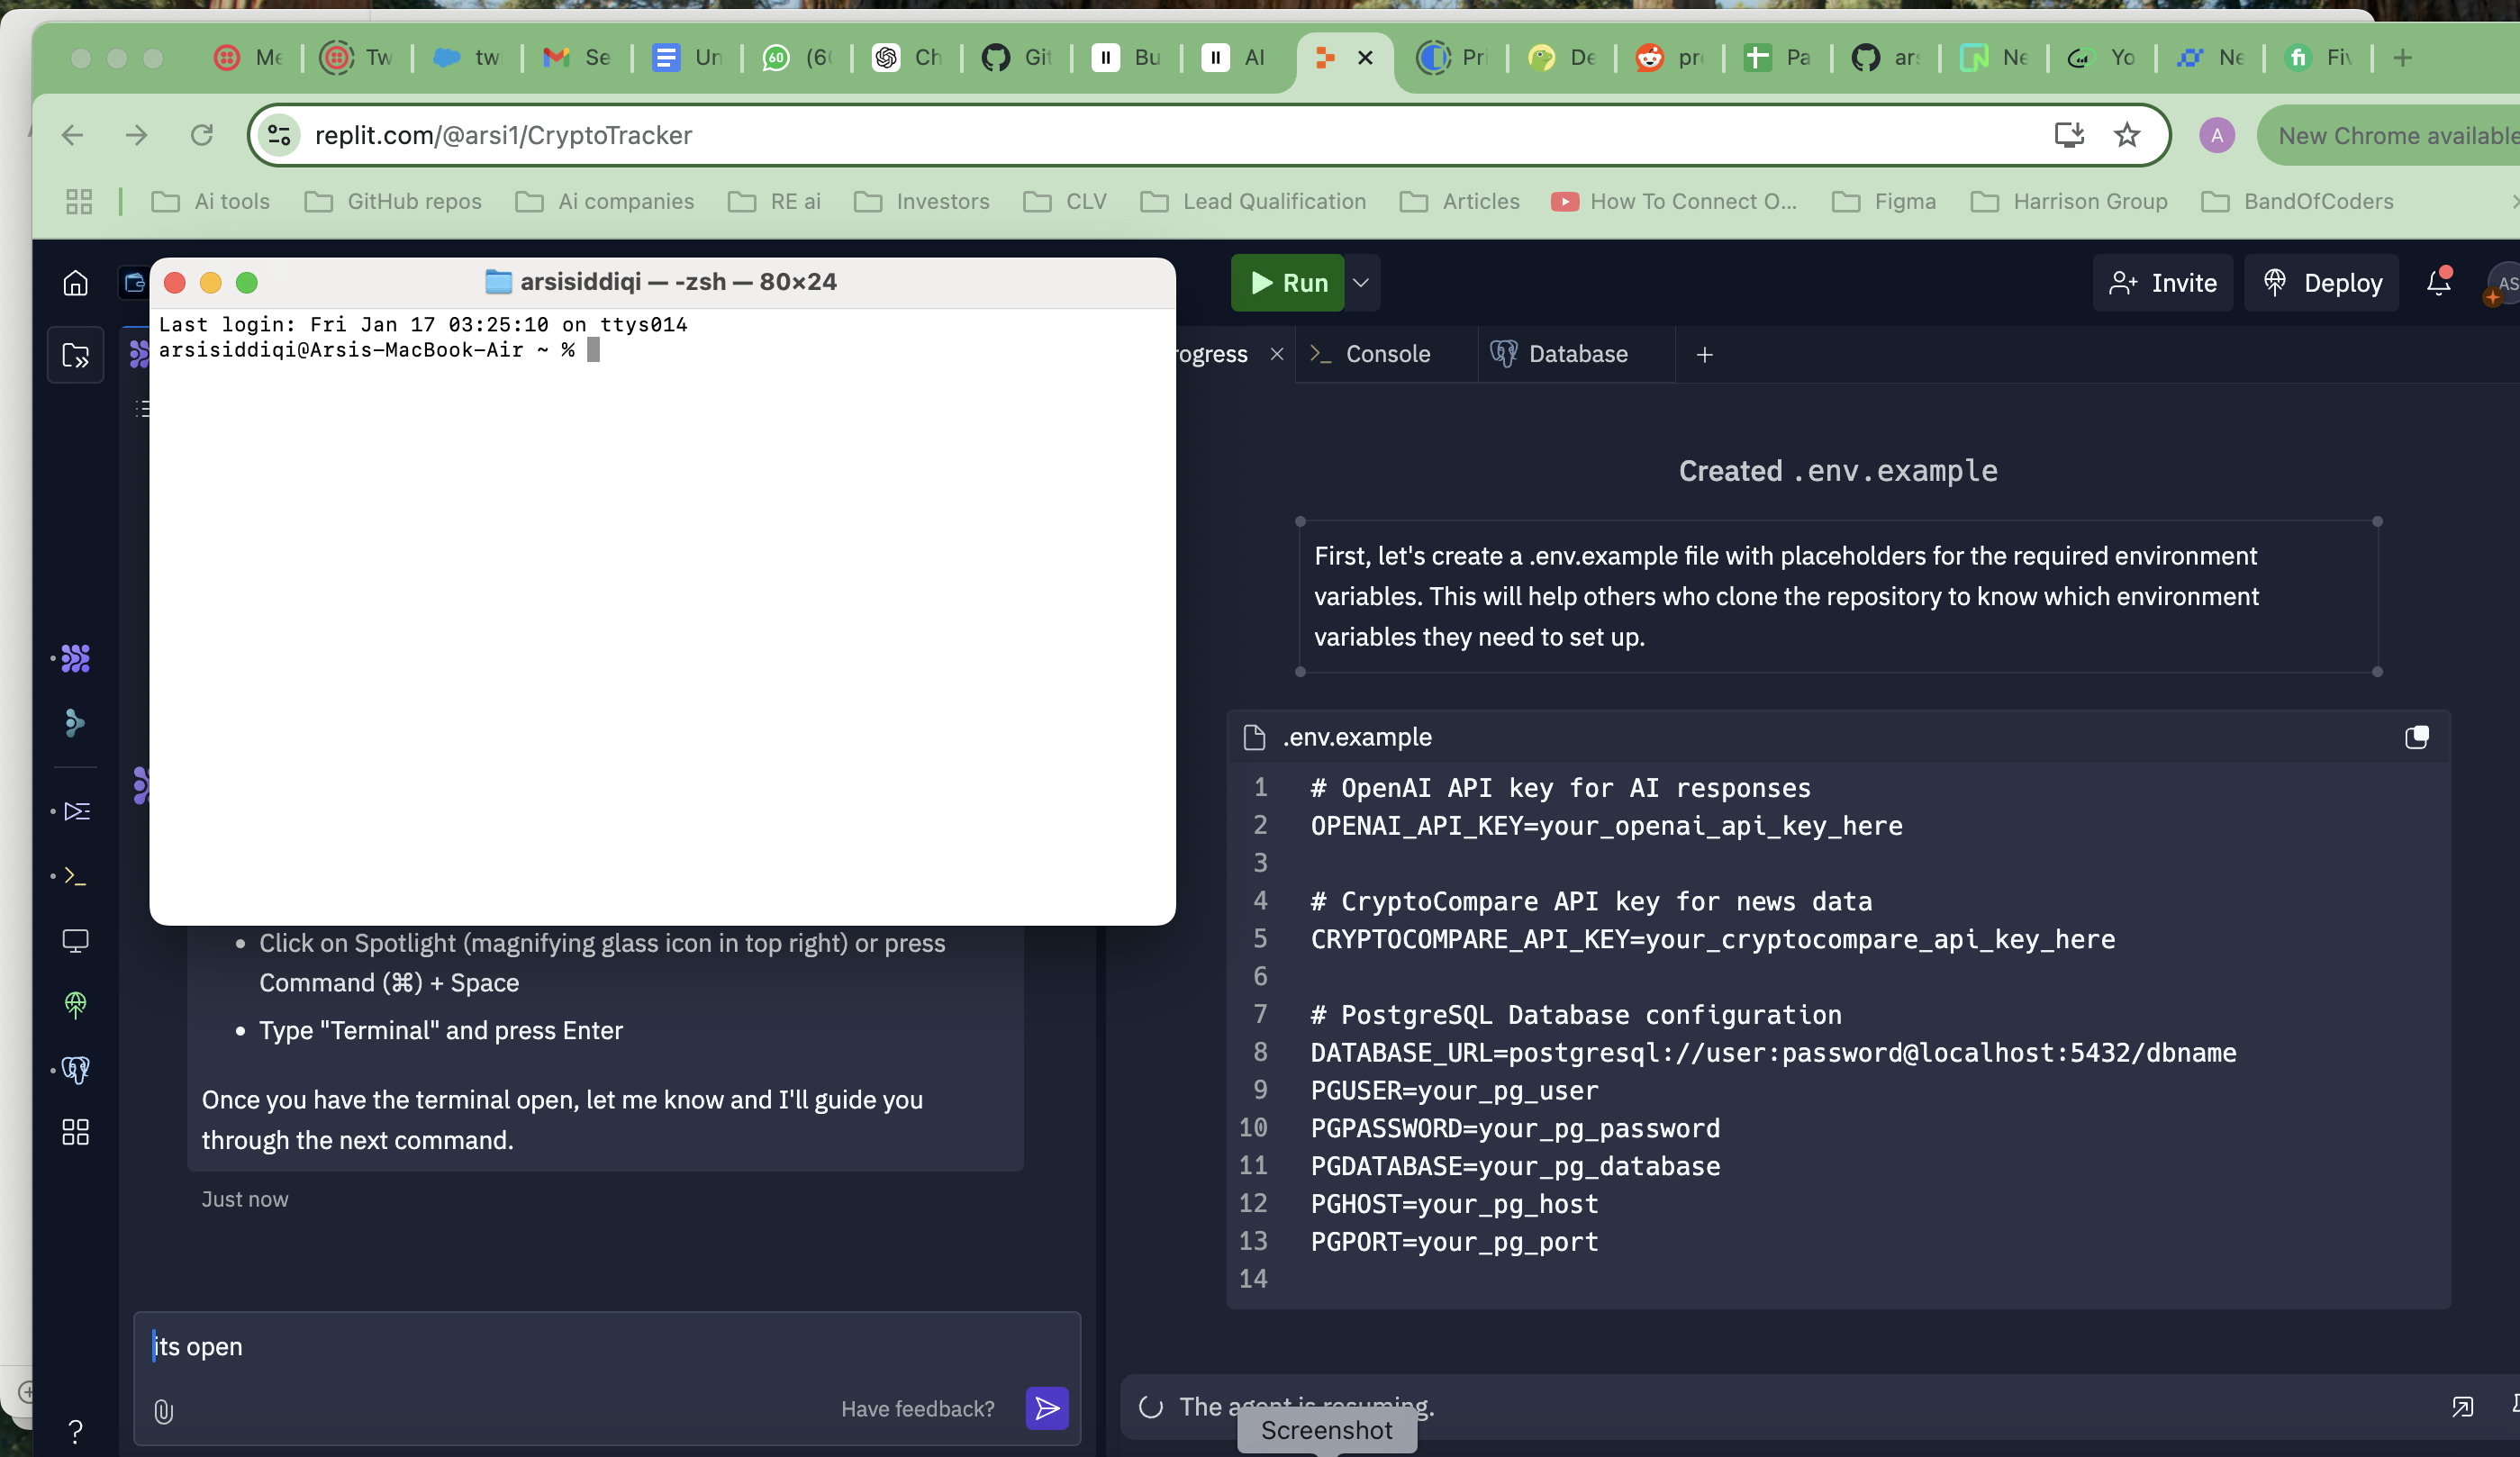 Me
Tw
tw
Se
Un
60
(6(
Ch
Git
Bu
AI
Pri
De
pr
Pa
ars
Ne
Yo
Ne
Fiv
replit.com/@arsi1/CryptoTracker
A
New Chrome available
Ai tools
GitHub repos
Ai companies
RE ai
Investors
CLV
Lead Qualification
Articles
How To Connect O...
Figma
Harrison Group
BandOfCoders
arsisiddiqi — -zsh — 80×24
Last login: Fri Jan 17 03:25:10 on ttys014
arsisiddiqi@Arsis-MacBook-Air ~ %
Run
Invite
Deploy
AS
rogress
Console
Database
Created .env.example
First, let's create a .env.example file with placeholders for the required environment
variables. This will help others who clone the repository to know which environment
variables they need to set up.
.env.example
1 # OpenAI API key for AI responses
2 OPENAI_API_KEY=your_openai_api_key_here
3
4 # CryptoCompare API key for news data
5 CRYPTOCOMPARE_API_KEY=your_cryptocompare_api_key_here
6
7 # PostgreSQL Database configuration
8 DATABASE_URL=postgresql://user:password@localhost:5432/dbname
9 PGUSER=your_pg_user
10 PGPASSWORD=your_pg_password
11 PGDATABASE=your_pg_database
12 PGHOST=your_pg_host
13 PGPORT=your_pg_port
14
• Click on Spotlight (magnifying glass icon in top right) or press
Command (⌘) + Space
• Type "Terminal" and press Enter
Once you have the terminal open, let me know and I'll guide you
through the next command.
Just now
its open
Have feedback?
The agent is resuming.
Screenshot